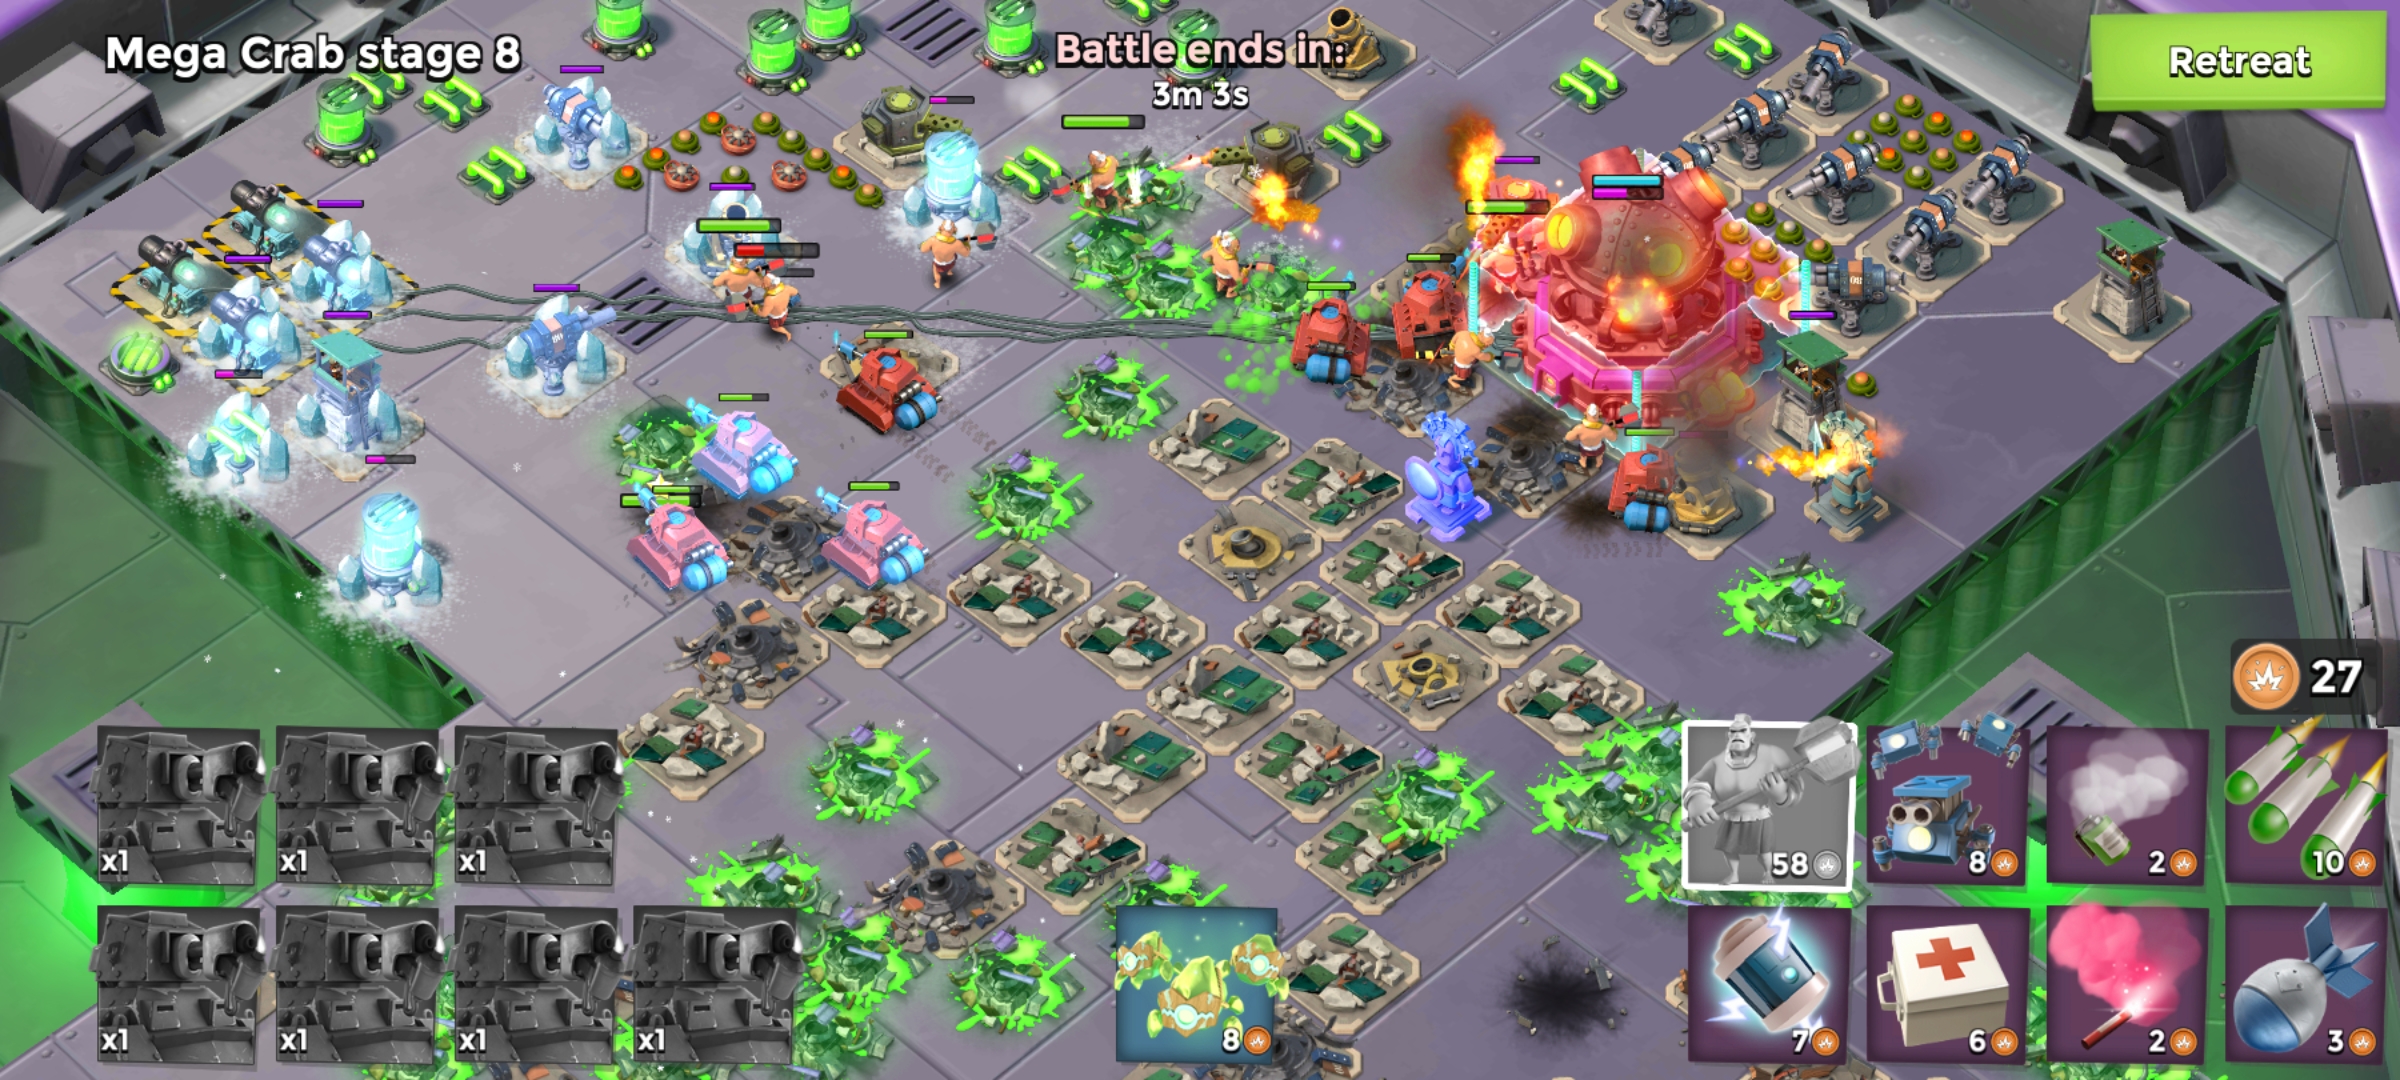 Mega Crab stage 8
Battle ends in:
3m 3s
Retreat
27
x1
x1
x1
58
8
2
10
x1
x1
x1
x1
8
7
6
2
3